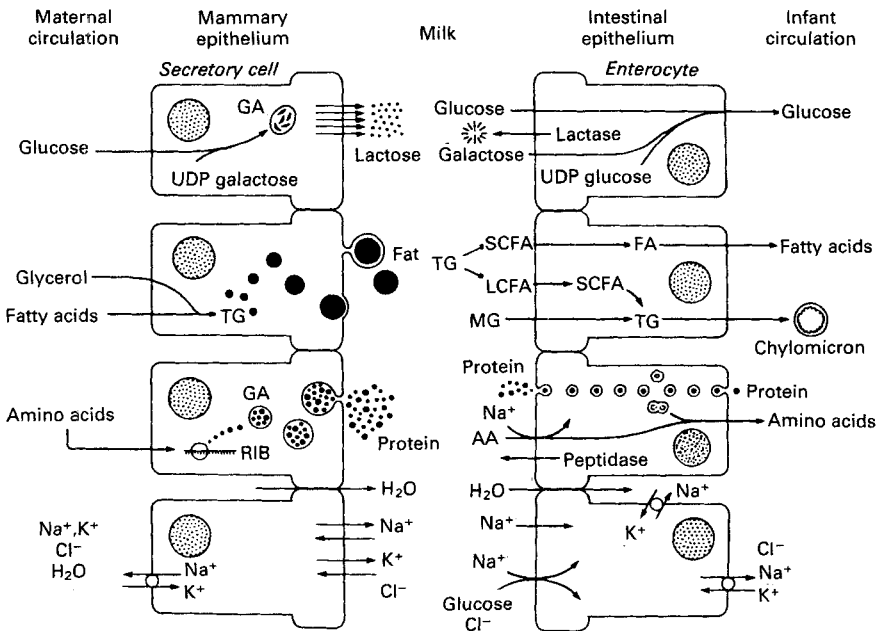 Maternal circulation
Mammary epithelium
Milk
Intestinal epithelium
Infant circulation
Secretory cell
Enterocyte
GA
Glucose
UDP galactose
Lactose
Glucose
Lactase
Galactose
UDP glucose
Glucose
Glycerol
Fatty acids
TG
Fat
TG
SCFA
FA
Fatty acids
LCFA
SCFA
MG
TG
Chylomicron
Amino acids
GA
RIB
Protein
Protein
Protein
Na⁺
AA
Amino acids
Peptidase
H₂O
H₂O
Na⁺
K⁺
Na⁺,K⁺
Cl⁻
H₂O
Na⁺
K⁺
Na⁺
K⁺
Cl⁻
Na⁺
Na⁺
Glucose
Cl⁻
Cl⁻
Na⁺
K⁺